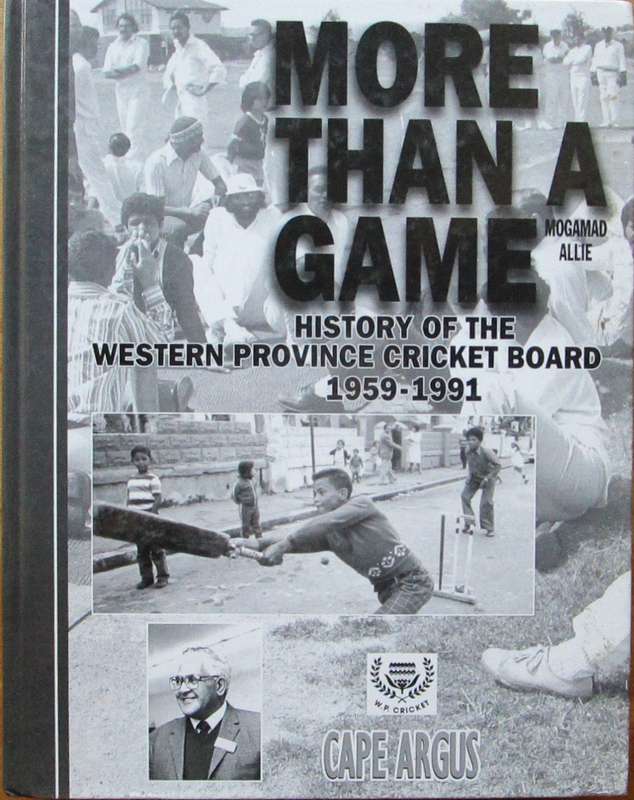 MORE
THAN A
GAME
MOGAMAD
ALLIE
HISTORY OF THE
WESTERN PROVINCE CRICKET BOARD
1959-1991
W.P. CRICKET
CAPE ARGUS